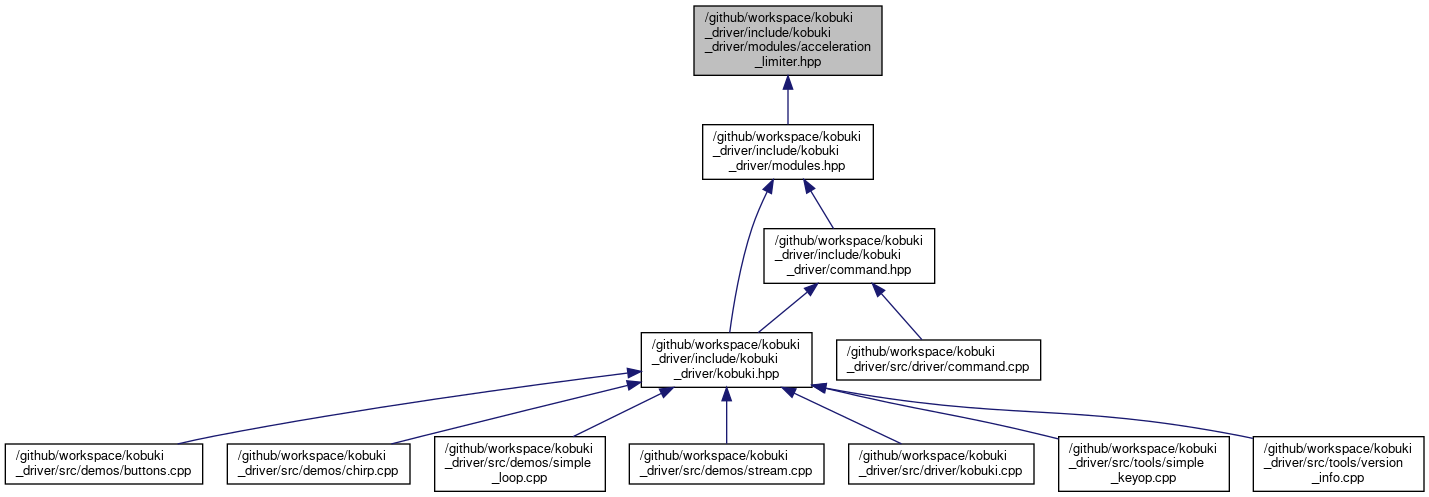 /github/workspace/kobuki
_driver/include/kobuki
_driver/modules/acceleration
_limiter.hpp
/github/workspace/kobuki
_driver/include/kobuki
_driver/modules.hpp
/github/workspace/kobuki
_driver/include/kobuki
_driver/command.hpp
/github/workspace/kobuki
_driver/include/kobuki
_driver/kobuki.hpp
/github/workspace/kobuki
_driver/src/driver/command.cpp
/github/workspace/kobuki
_driver/src/demos/buttons.cpp
/github/workspace/kobuki
_driver/src/demos/chirp.cpp
/github/workspace/kobuki
_driver/src/demos/simple
_loop.cpp
/github/workspace/kobuki
_driver/src/demos/stream.cpp
/github/workspace/kobuki
_driver/src/driver/kobuki.cpp
/github/workspace/kobuki
_driver/src/tools/simple
_keyop.cpp
/github/workspace/kobuki
_driver/src/tools/version
_info.cpp